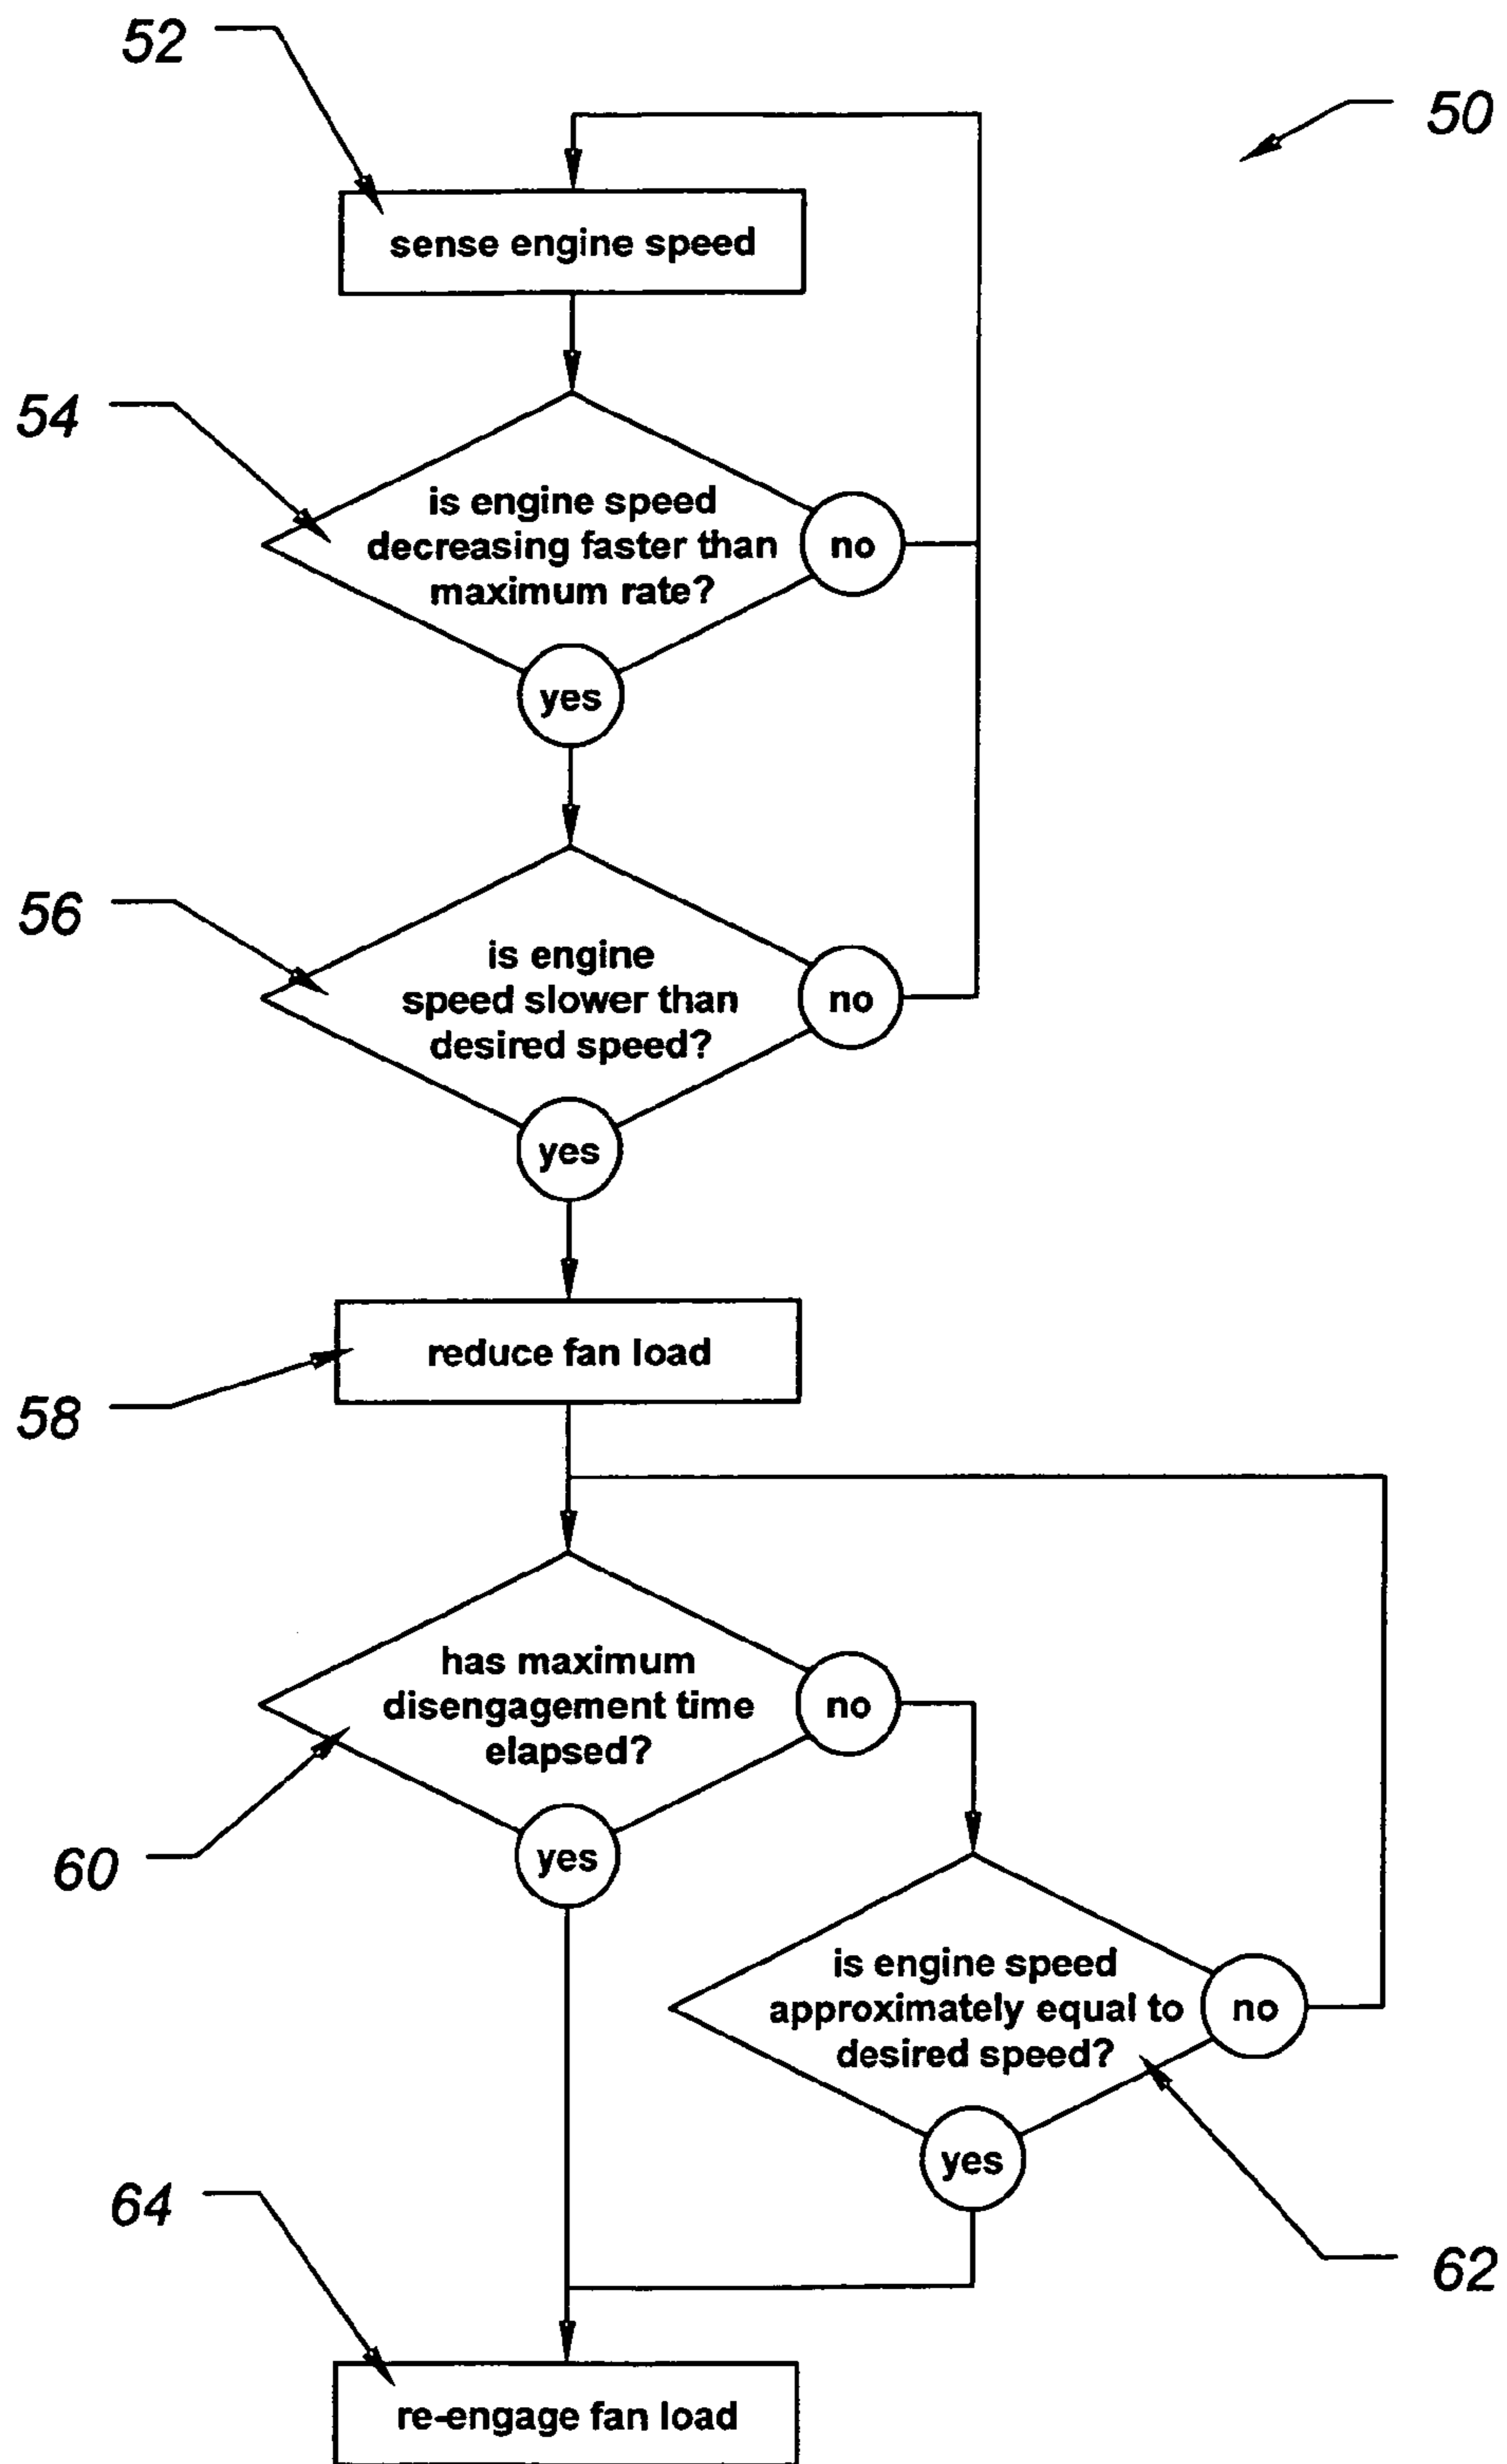 52
50
sense engine speed
54
is engine speed
decreasing faster than
maximum rate?
no
yes
56
is engine
speed slower than
desired speed?
no
yes
reduce fan load
58
has maximum
disengagement time
elapsed?
no
yes
60
is engine speed
approximately equal to
desired speed?
no
yes
64
62
re-engage fan load